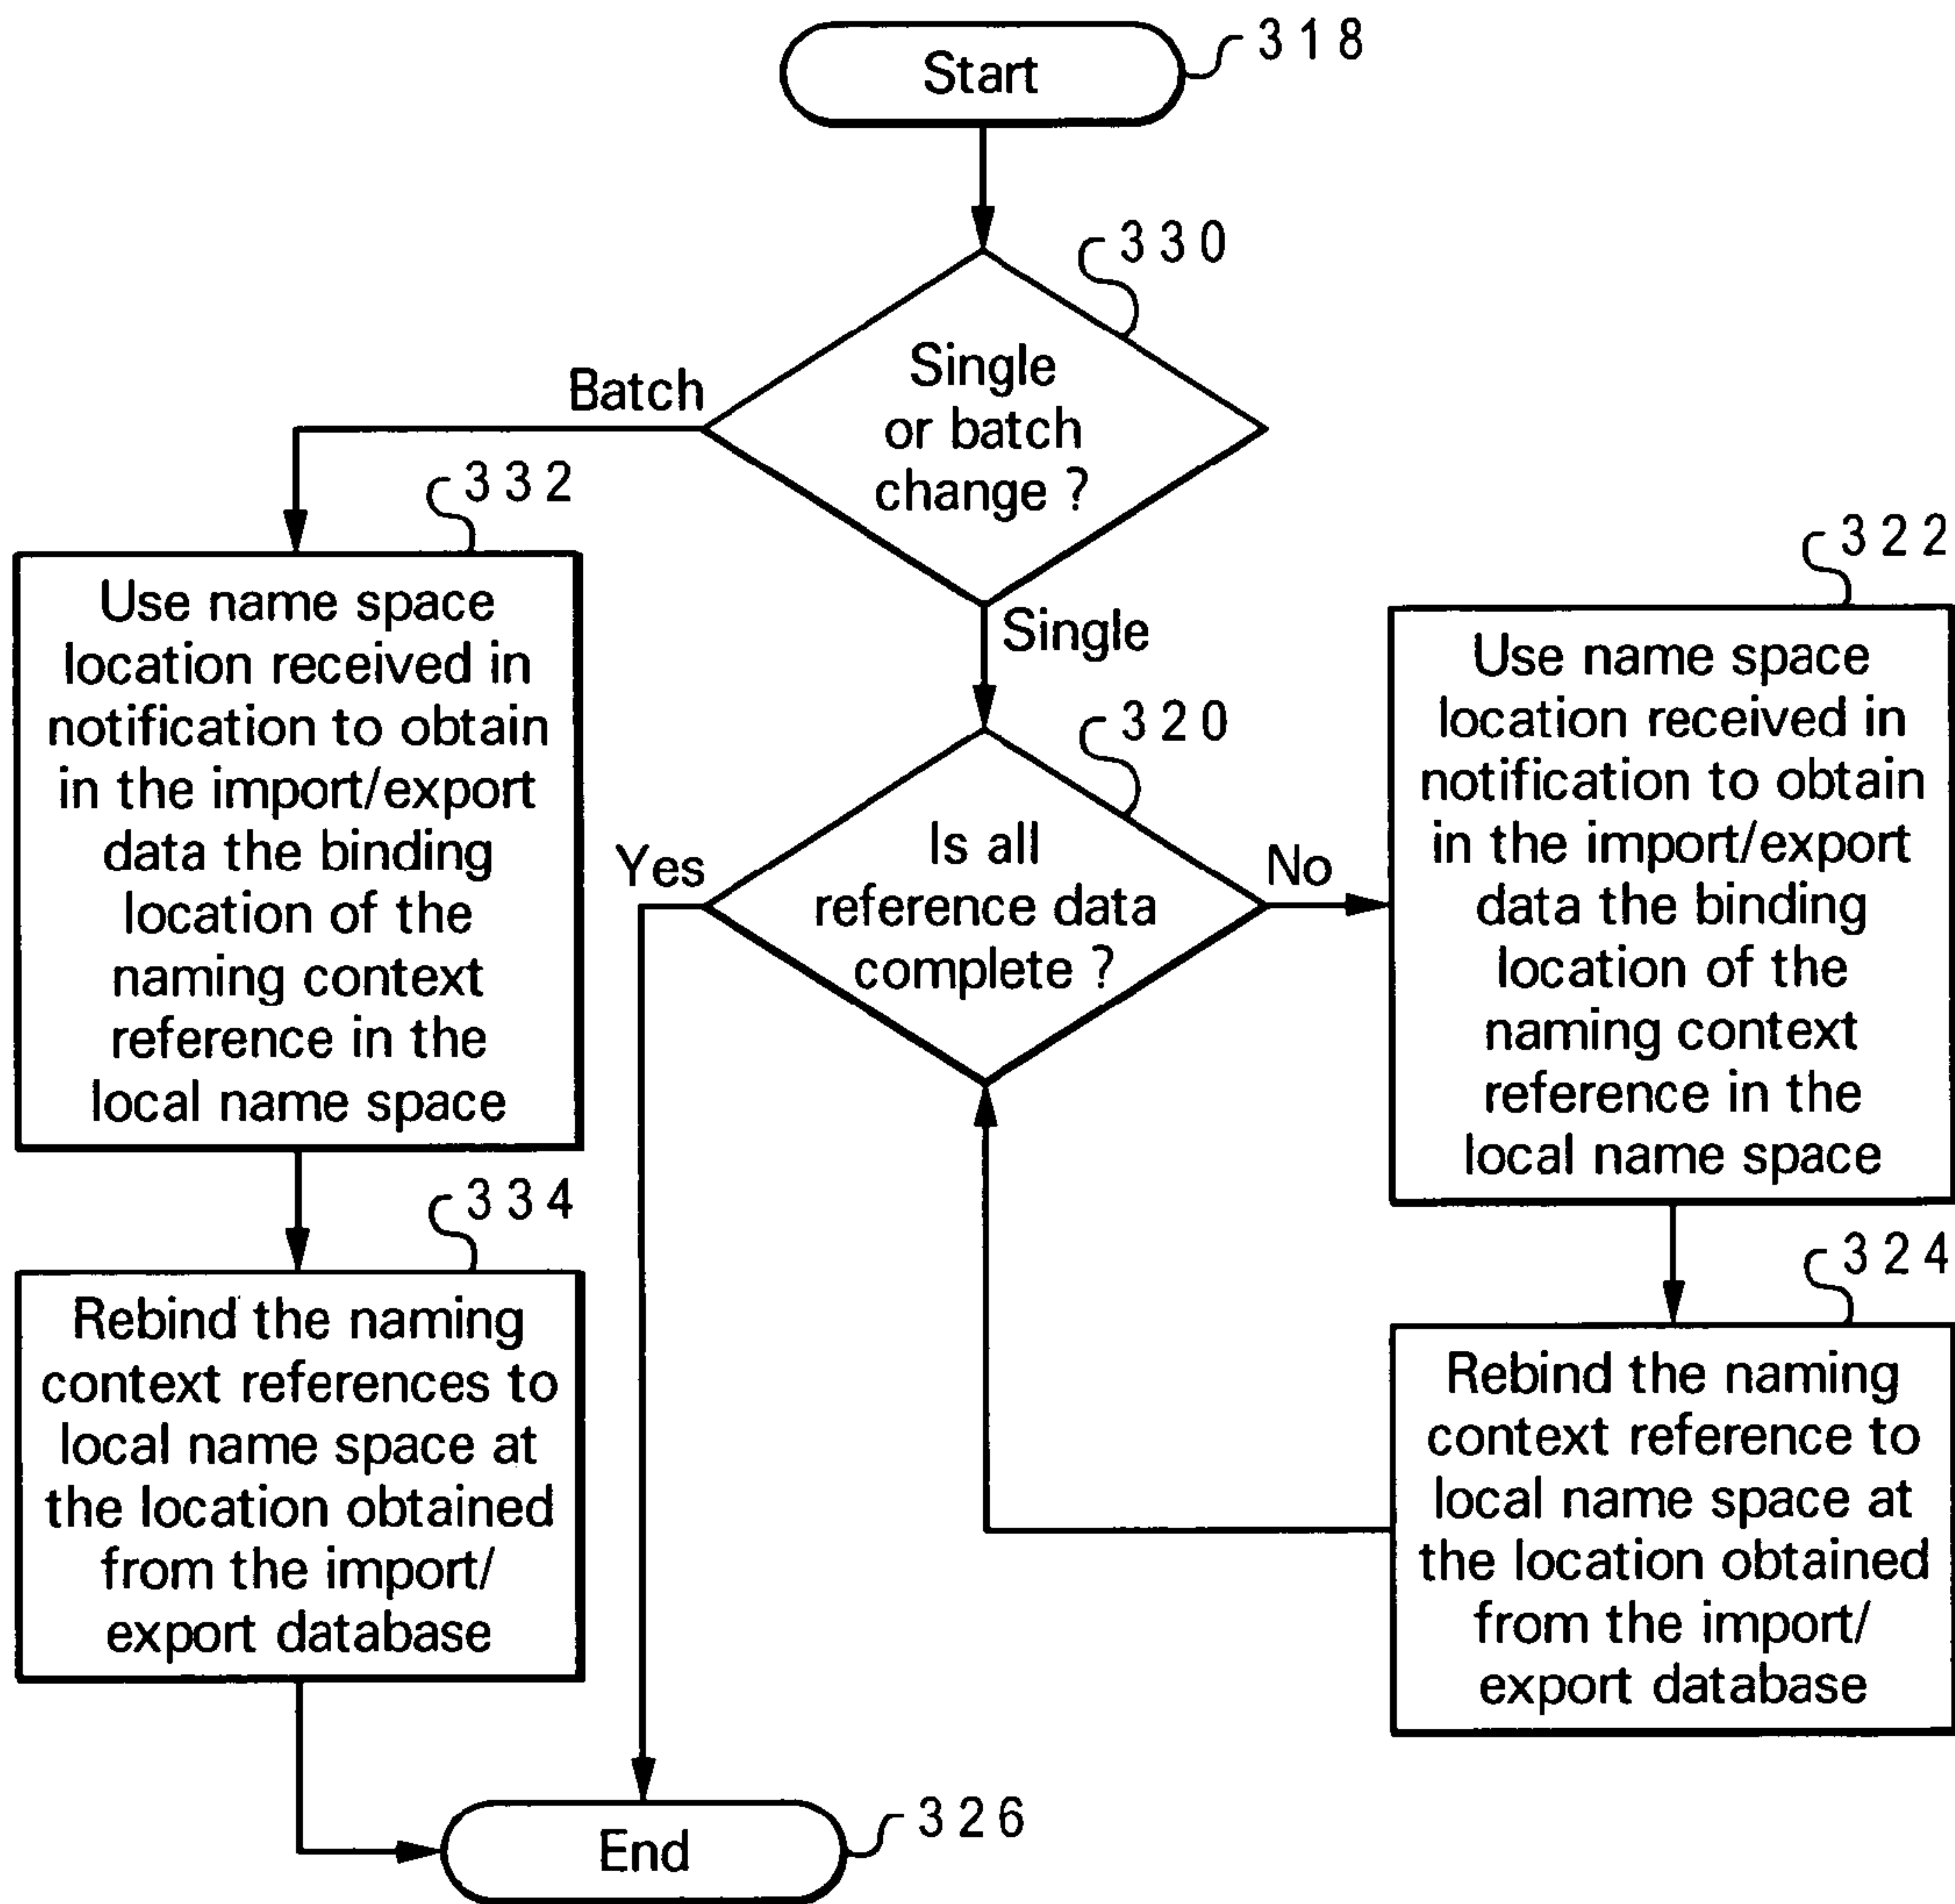 Start
318
330
Single
or batch
change ?
Batch
Single
332
Use name space
location received in
notification to obtain
in the import/export
data the binding
location of the
naming context
reference in the
local name space
334
Rebind the naming
context references to
local name space at
the location obtained
from the import/
export database
320
Is all
reference data
complete ?
Yes
No
322
Use name space
location received in
notification to obtain
in the import/export
data the binding
location of the
naming context
reference in the
local name space
324
Rebind the naming
context reference to
local name space at
the location obtained
from the import/
export database
End
326